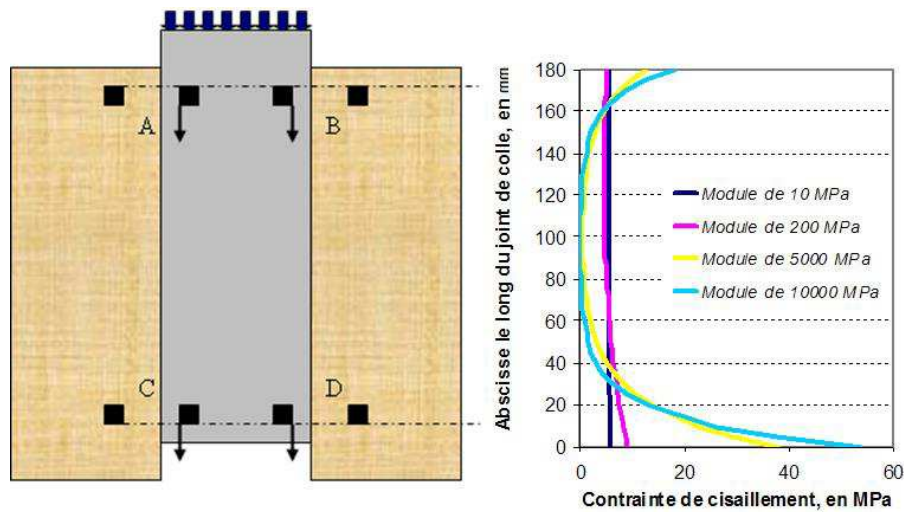 A
B
C
D
Abscisse le long du joint de colle, en mm
180
160
140
120
100
80
60
40
20
0
Module de 10 MPa
Module de 200 MPa
Module de 5000 MPa
Module de 10000 MPa
0 20 40 60
Contrainte de cisaillement, en MPa